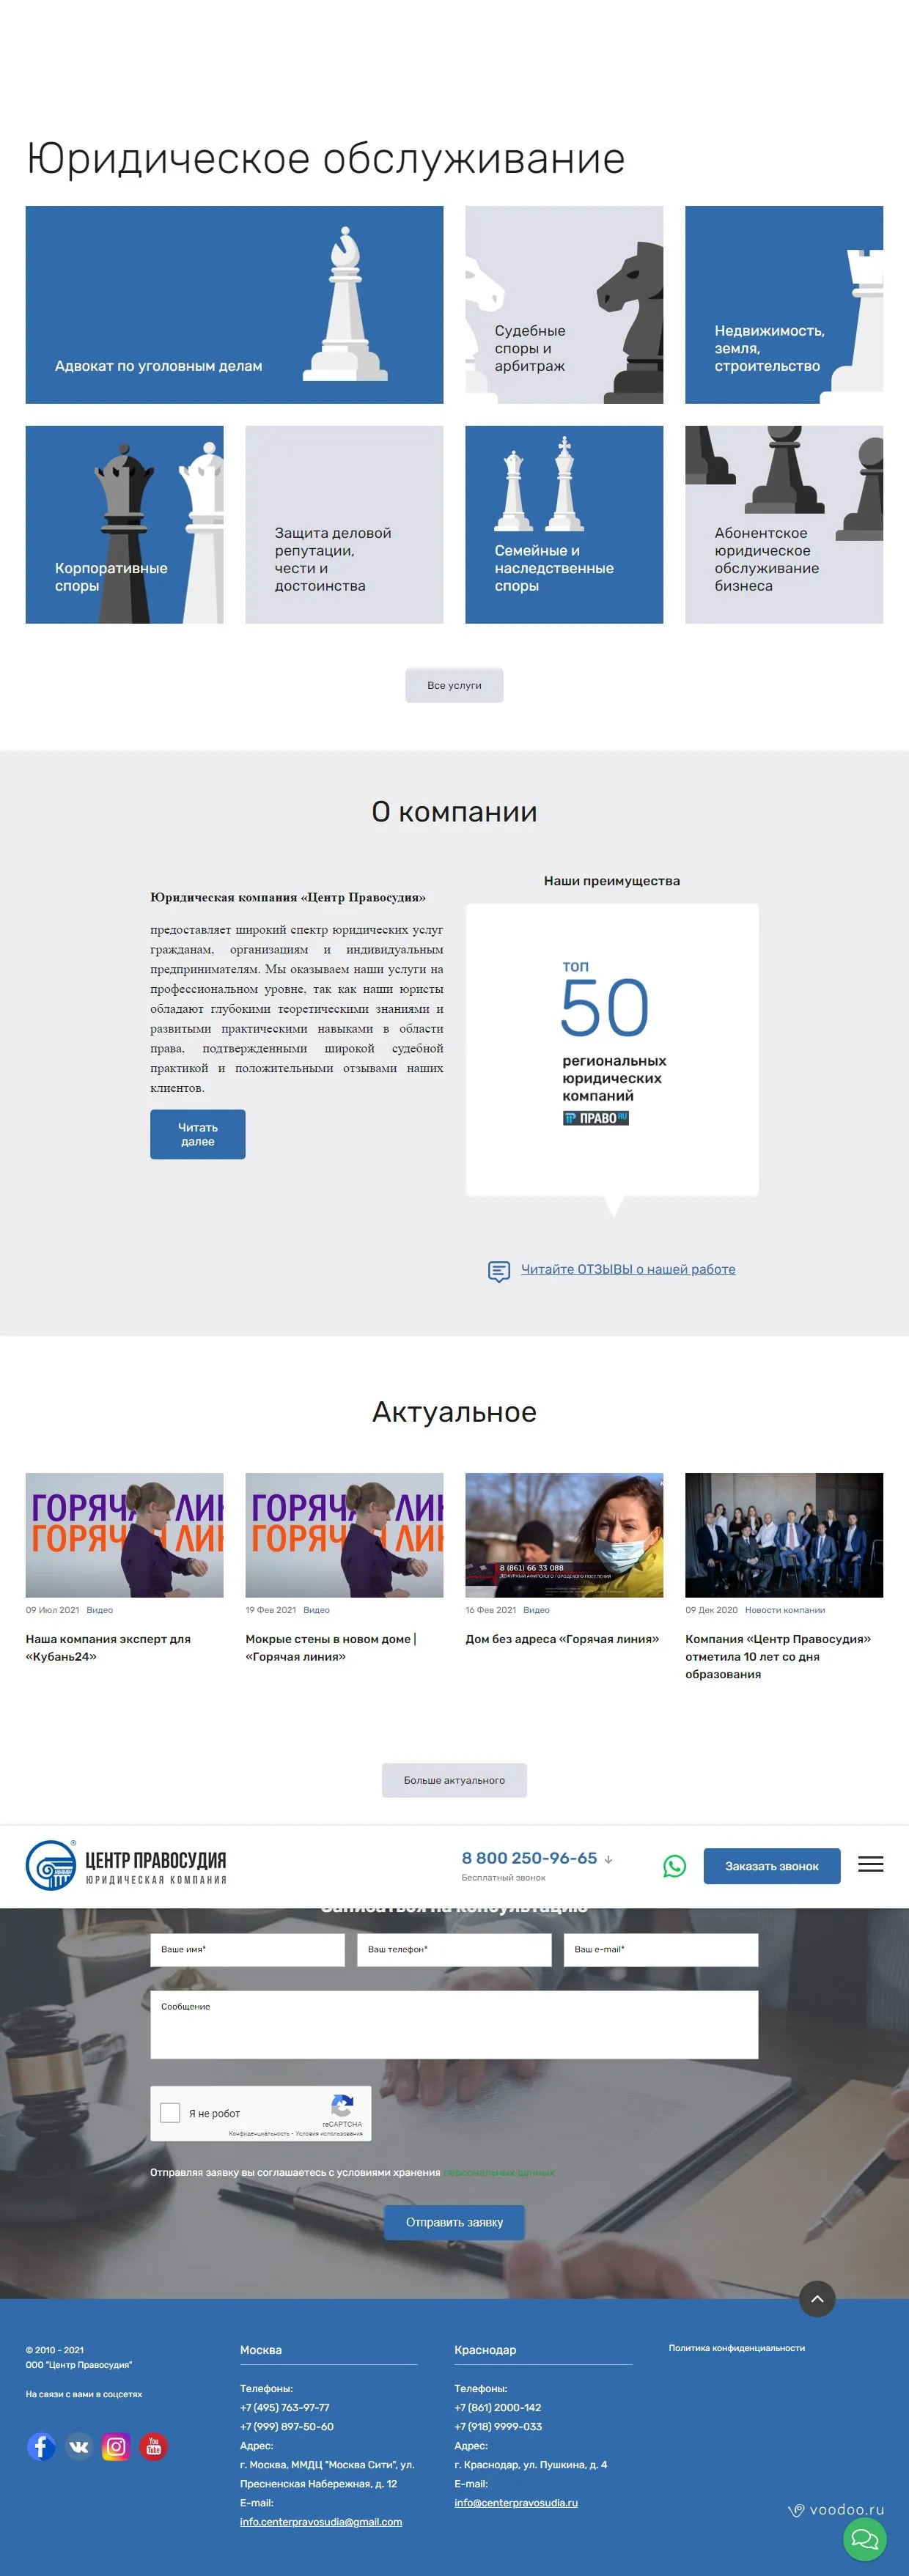 Юридическое обслуживание
Адвокат по уголовным делам
Судебные
споры и
арбитраж
Недвижимость,
земля,
строительство
Корпоративные
споры
Защита деловой
репутации,
чести и
достоинства
Семейные и
наследственные
споры
Абонентское
юридическое
обслуживание
бизнеса
Все услуги
О компании
Юридическая компания «Центр Правосудия»
предоставляет широкий спектр юридических услуг
гражданам, организациям и индивидуальным
предпринимателям. Мы оказываем наши услуги на
профессиональном уровне, так как наши юристы
обладают глубокими теоретическими знаниями и
развитыми практическими навыками в области
права, подтвержденными широкой судебной
практикой и положительными отзывами наших
клиентов.
Читать
далее
Наши преимущества
ТОП
50
региональных
юридических
компаний
ПРАВО RU
Читайте ОТЗЫВЫ о нашей работе
Актуальное
ГОРЯЧА ЛИН
ГОРЯЧ ЛИН
09 Июл 2021 Видео
Наша компания эксперт для
«Кубань24»
ГОРЯЧА ЛИН
ГОРЯЧ ЛИН
19 Фев 2021 Видео
Мокрые стены в новом доме |
«Горячая линия»
8 (861) 66 33 088
16 Фев 2021 Видео
Дом без адреса «Горячая линия»
09 Дек 2020 Новости компании
Компания «Центр Правосудия»
отметила 10 лет со дня
образования
Больше актуального
ЦЕНТР ПРАВОСУДИЯ
ЮРИДИЧЕСКАЯ КОМПАНИЯ
8 800 250-96-65
Бесплатный звонок
Заказать звонок
Записаться на консультацию
Ваше имя*
Ваш телефон*
Ваш e-mail*
Сообщение
Я не робот
reCAPTCHA
Конфиденциальность - Условия использования
Отправляя заявку вы соглашаетесь с условиями хранения персональных данных
Отправить заявку
© 2010 - 2021
ООО "Центр Правосудия"
На связи с вами в соцсетях
You
Tube
Москва
Телефоны:
+7 (495) 763-97-77
+7 (999) 897-50-60
Адрес:
г. Москва, ММДЦ "Москва Сити", ул.
Пресненская Набережная, д. 12
E-mail:
info.centerpravosudia@gmail.com
Краснодар
Телефоны:
+7 (861) 2000-142
+7 (918) 9999-033
Адрес:
г. Краснодар, ул. Пушкина, д. 4
E-mail:
info@centerpravosudia.ru
Политика конфиденциальности
voodoo.ru